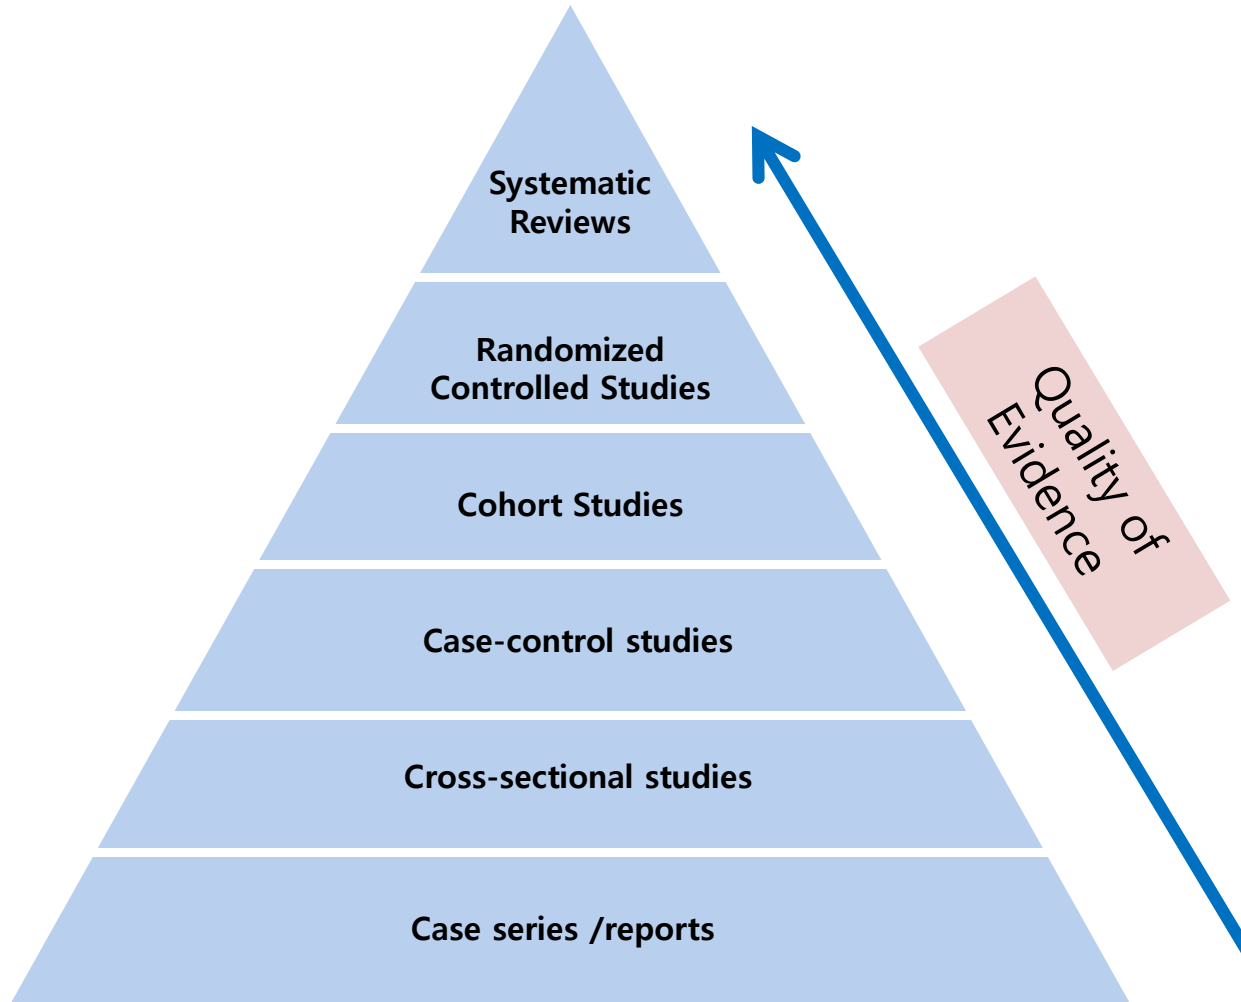 Systematic
Reviews
Randomized
Controlled Studies
Quality of
Evidence
Cohort Studies
Case-control studies
Cross-sectional studies
Case series /reports